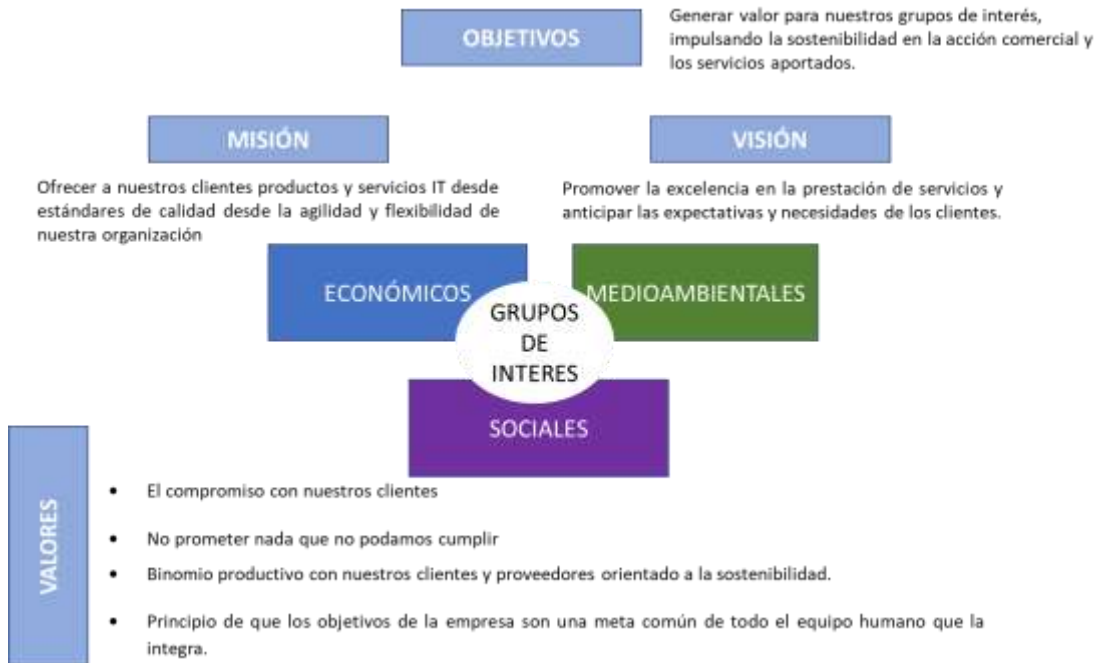 OBJETIVOS
Generar valor para nuestros grupos de interés,
impulsando la sostenibilidad en la acción comercial y
los servicios aportados.
MISIÓN
VISIÓN
Ofrecer a nuestros clientes productos y servicios IT desde
estándares de calidad desde la agilidad y flexibilidad de
nuestra organización
Promover la excelencia en la prestación de servicios y
anticipar las expectativas y necesidades de los clientes.
ECONÓMICOS
MEDIOAMBIENTALES
GRUPOS
DE
INTERES
SOCIALES
VALORES
• El compromiso con nuestros clientes
• No prometer nada que no podamos cumplir
• Binomio productivo con nuestros clientes y proveedores orientado a la sostenibilidad.
• Principio de que los objetivos de la empresa son una meta común de todo el equipo humano que la
integra.